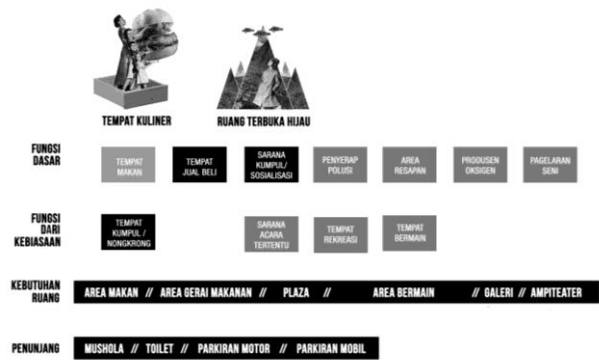 TEMPAT KULINER
RUANG TERBUKA HIJAU
FUNGSI
DASAR
TEMPAT
MAKAN
TEMPAT
JUAL BELI
SARANA
KUMPUL/
SOSIALISASI
PENYERAP
POLUSI
AREA
RESAPAN
PRODUSEN
OKSIGEN
PAGELARAN
SENI
FUNGSI
DARI
KEBIASAAN
TEMPAT
KUMPUL /
NONGKRONG
SARANA
ACARA
TERTENTU
TEMPAT
REKREASI
TEMPAT
BERMAIN
KEBUTUHAN
RUANG
AREA MAKAN // AREA GERAI MAKANAN // PLAZA // AREA BERMAIN // GALERI // AMPITEATER
PENUNJANG
MUSHOLA // TOILET // PARKIRAN MOTOR // PARKIRAN MOBIL